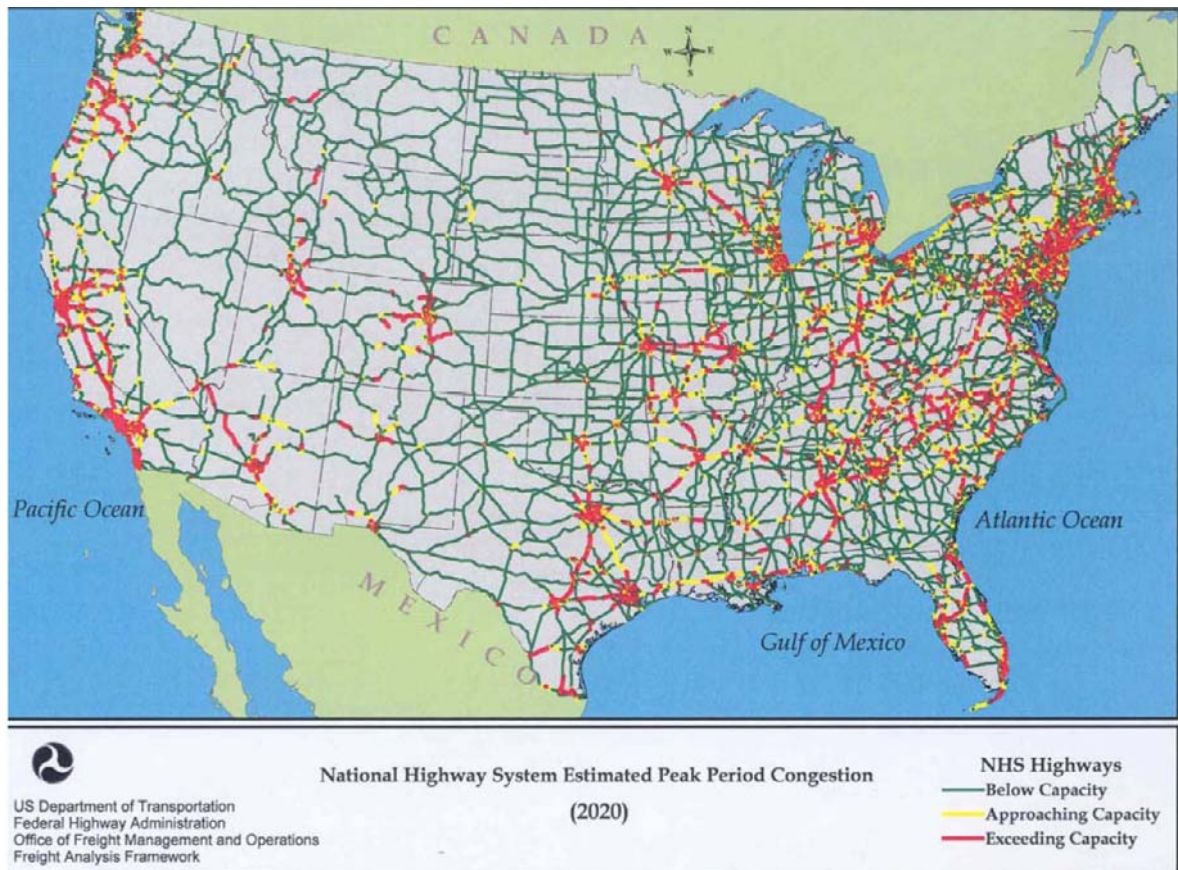 CANADA
N
W E
S
Pacific Ocean
Atlantic Ocean
MEXICO
Gulf of Mexico
National Highway System Estimated Peak Period Congestion
(2020)
US Department of Transportation
Federal Highway Administration
Office of Freight Management and Operations
Freight Analysis Framework
NHS Highways
Below Capacity
Approaching Capacity
Exceeding Capacity